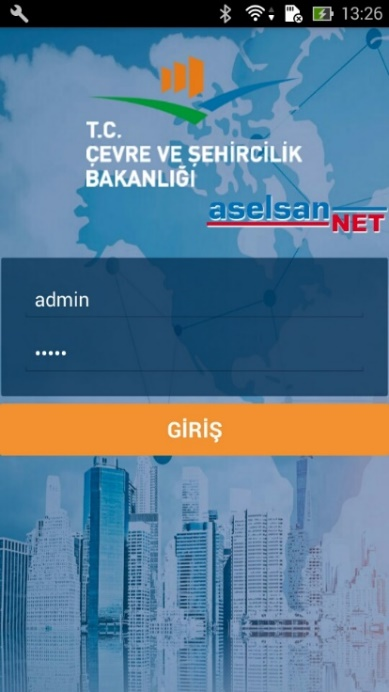 13:26
T.C.
ÇEVRE VE ŞEHİRCİLİK
BAKANLIĞI
aselsan
NET
admin
•••••
GİRİŞ